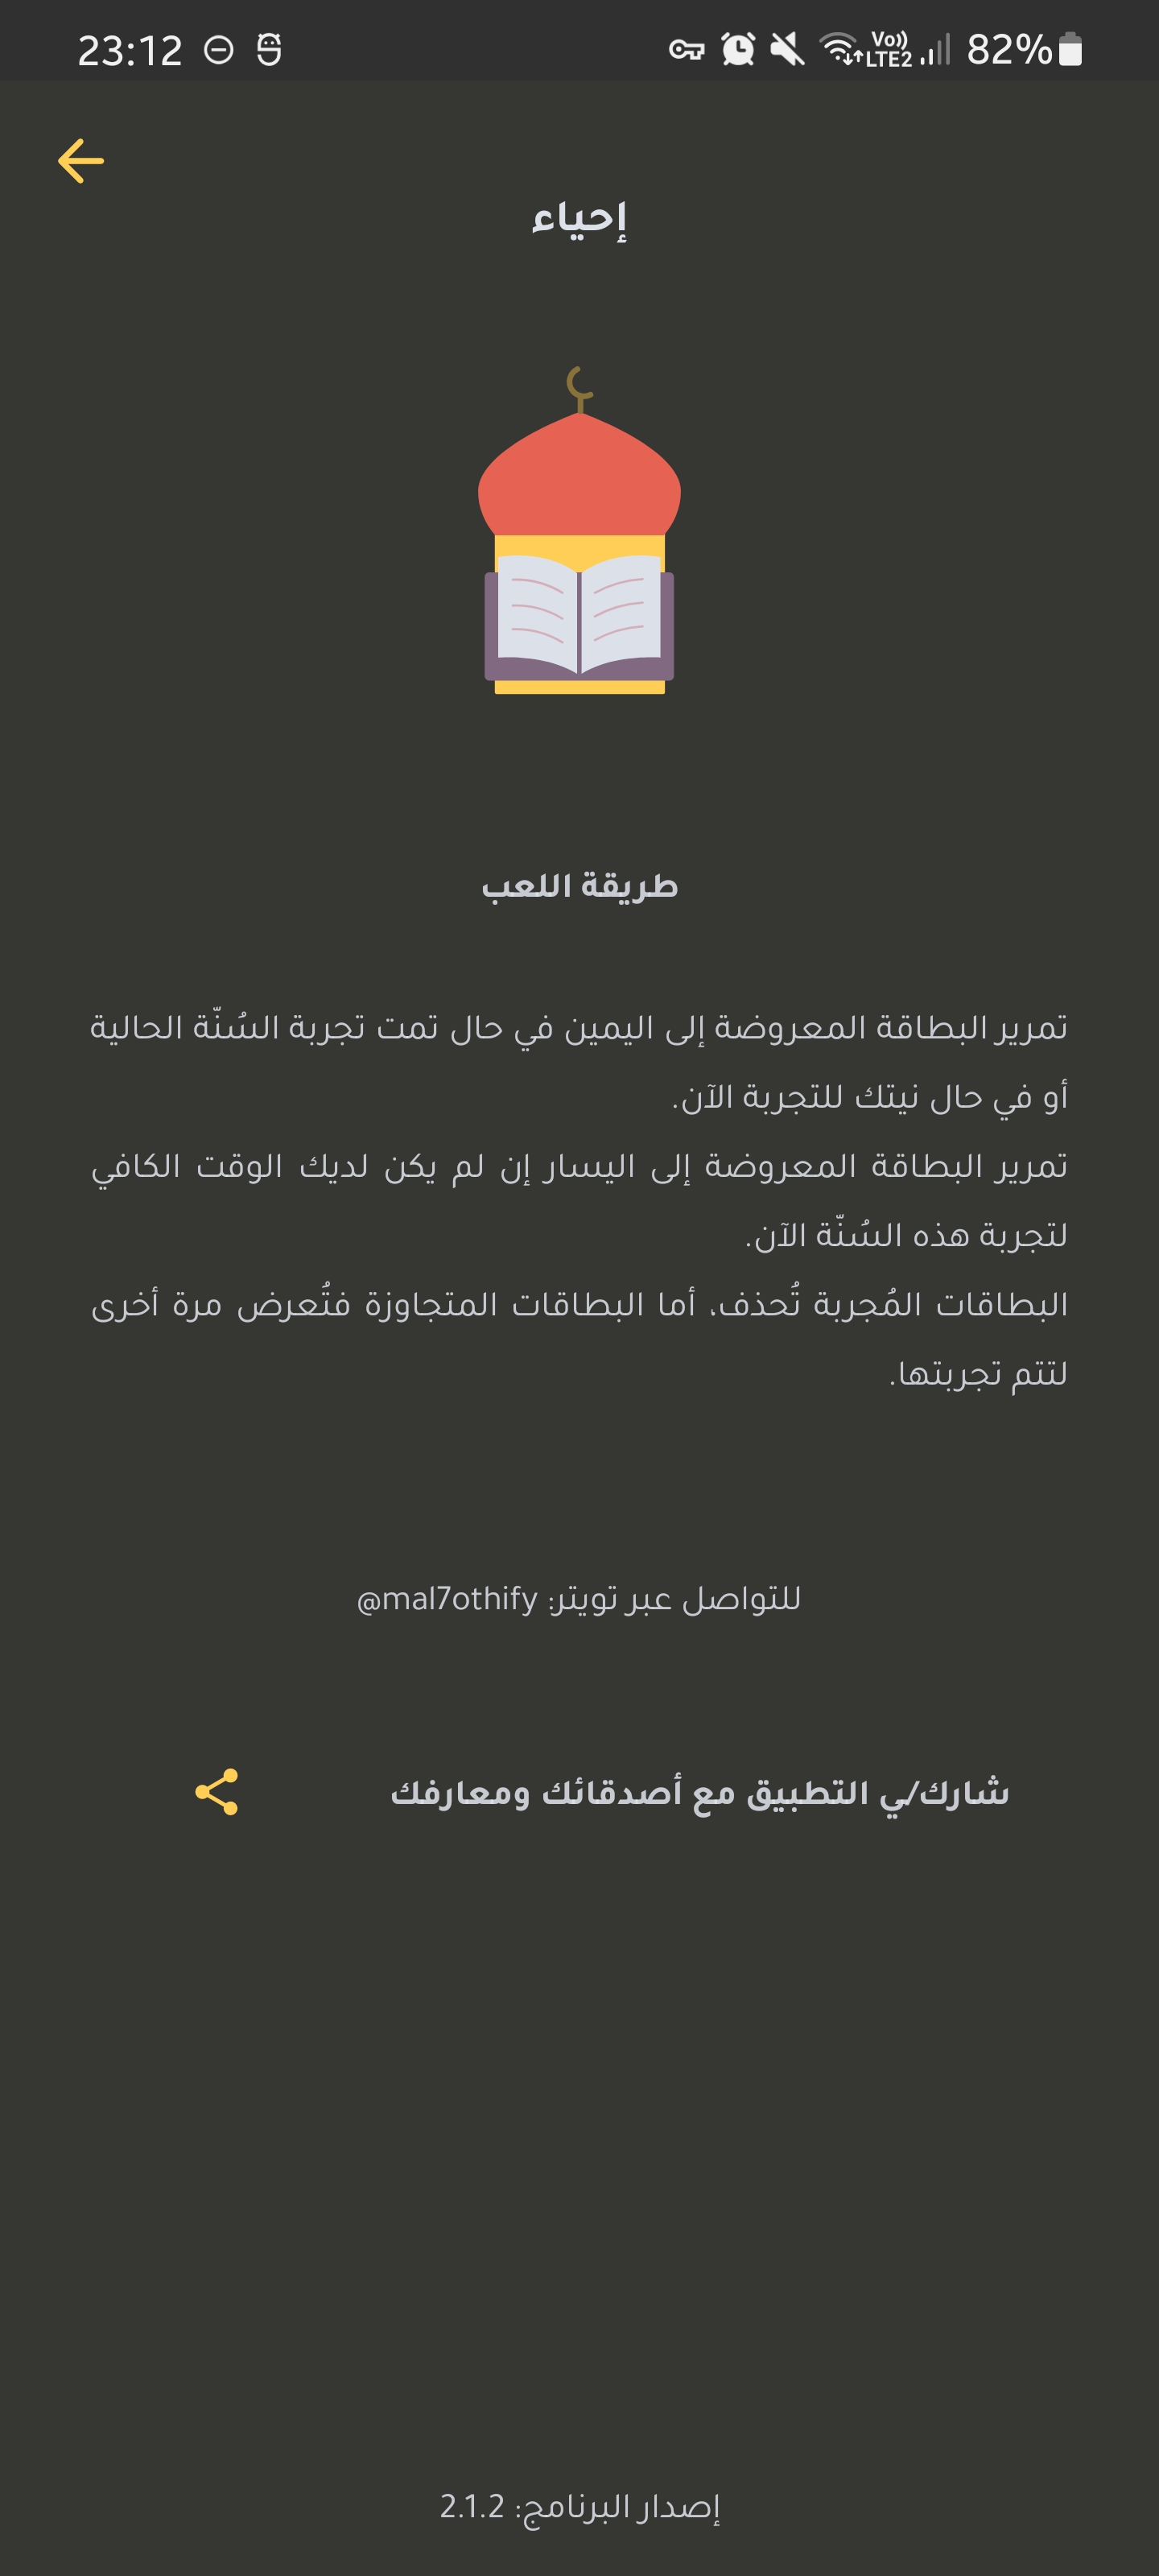 23:12
Vo)) LTE2 82%
إحياء
طريقة اللعب
تمرير البطاقة المعروضة إلى اليمين في حال تمت تجربة السُنّة الحالية
أو في حال نيتك للتجربة الآن.
تمرير البطاقة المعروضة إلى اليسار إن لم يكن لديك الوقت الكافي
لتجربة هذه السُنّة الآن.
البطاقات المُجربة تُحذف، أما البطاقات المتجاوزة فتُعرض مرة أخرى
لتتم تجربتها.
للتواصل عبر تويتر: @mal7othify
شارك/ي التطبيق مع أصدقائك ومعارفك
إصدار البرنامج: 2.1.2